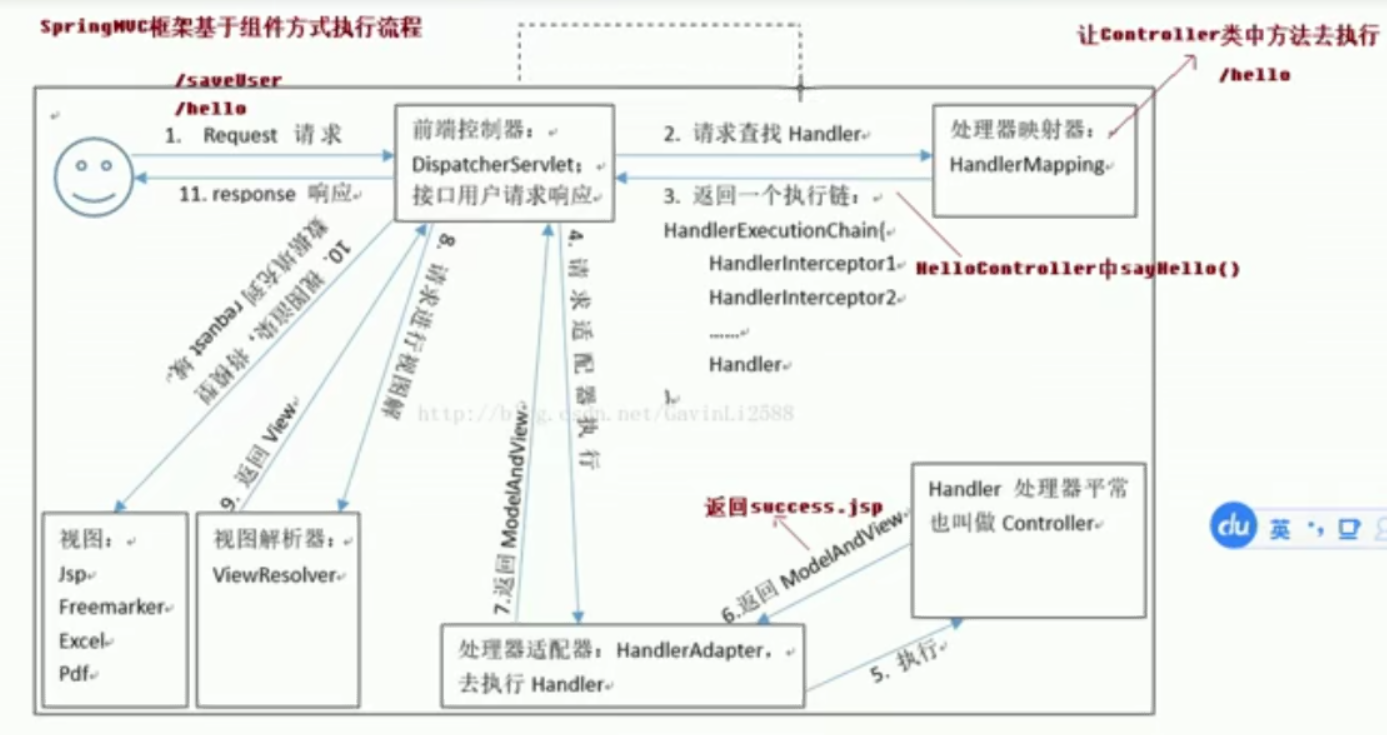 SpringMVC框架基于组件方式执行流程
让Controller类中方法去执行
/hello
/saveUser
/hello
1. Request 请求
11. response 响应
前端控制器：
DispatcherServlet；
接口用户请求响应
2. 请求查找 Handler
3. 返回一个执行链：
HandlerExecutionChain{
HandlerInterceptor1
HandlerInterceptor2
……
Handler
}
处理器映射器：
HandlerMapping
HelloController中sayHello()
10. 视图渲染，将模型
数据填充到 request 域
9. 返回 View
8. 请求进行视图解
7.返回 ModelAndView
4. 请求适配器执行
http://blog.csdn.net/GavinLi2588
返回success.jsp
6.返回 ModelAndView
5. 执行
Handler 处理器平常
也叫做 Controller
视图：
Jsp
Freemarker
Excel
Pdf
视图解析器：
ViewResolver
处理器适配器：HandlerAdapter，
去执行 Handler
du 英